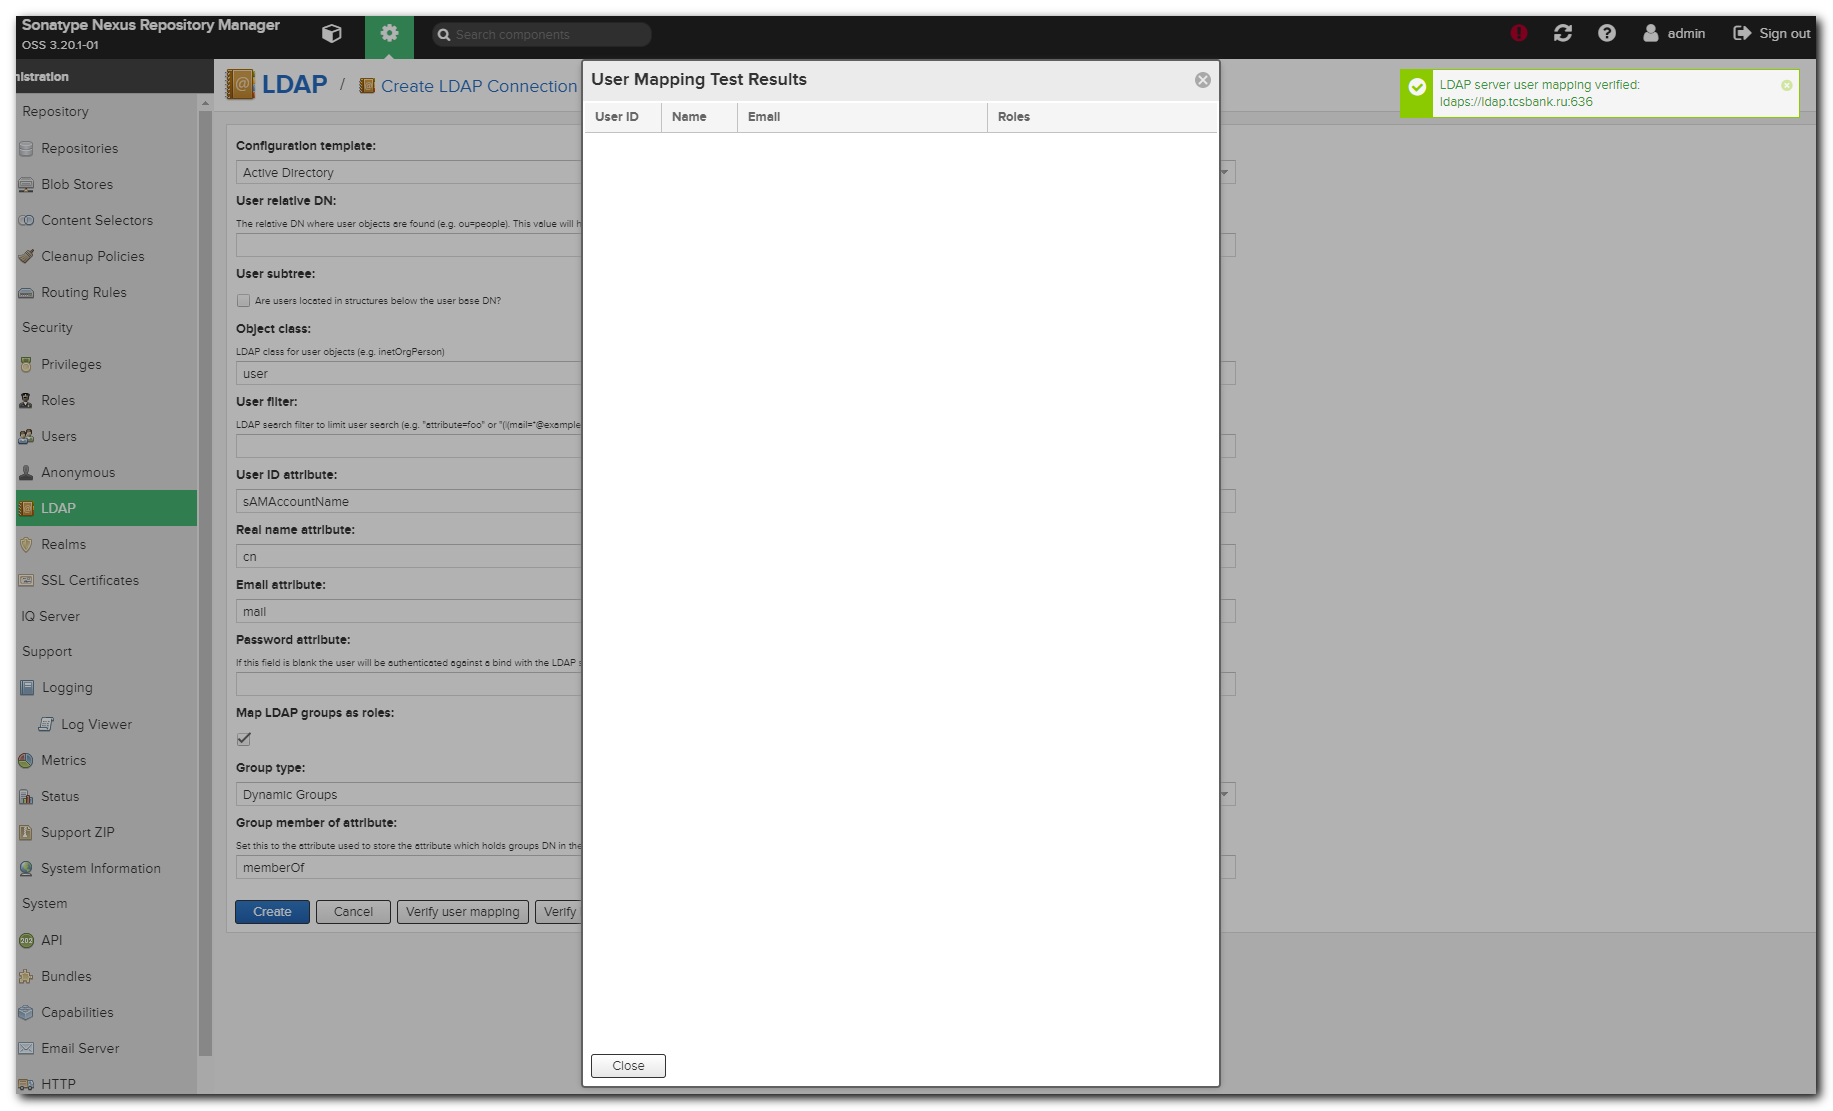 Sonatype Nexus Repository Manager
OSS 3.20.1-01
Search components
admin
Sign out
nistration
Repository
Repositories
Blob Stores
Content Selectors
Cleanup Policies
Routing Rules
Security
Privileges
Roles
Users
Anonymous
LDAP
Realms
SSL Certificates
IQ Server
Support
Logging
Log Viewer
Metrics
Status
Support ZIP
System Information
System
API
Bundles
Capabilities
Email Server
HTTP
LDAP / Create LDAP Connection
Configuration template:
Active Directory
User relative DN:
The relative DN where user objects are found (e.g. ou=people). This value will h
User subtree:
Are users located in structures below the user base DN?
Object class:
LDAP class for user objects (e.g. inetOrgPerson)
user
User filter:
LDAP search filter to limit user search (e.g. "attribute=foo" or "(|(mail=*@example
User ID attribute:
sAMAccountName
Real name attribute:
cn
Email attribute:
mail
Password attribute:
If this field is blank the user will be authenticated against a bind with the LDAP s
Map LDAP groups as roles:
Group type:
Dynamic Groups
Group member of attribute:
Set this to the attribute used to store the attribute which holds groups DN in the
memberOf
Create
Cancel
Verify user mapping
Verify
User Mapping Test Results
User ID
Name
Email
Roles
Close
LDAP server user mapping verified:
ldaps://ldap.tcsbank.ru:636